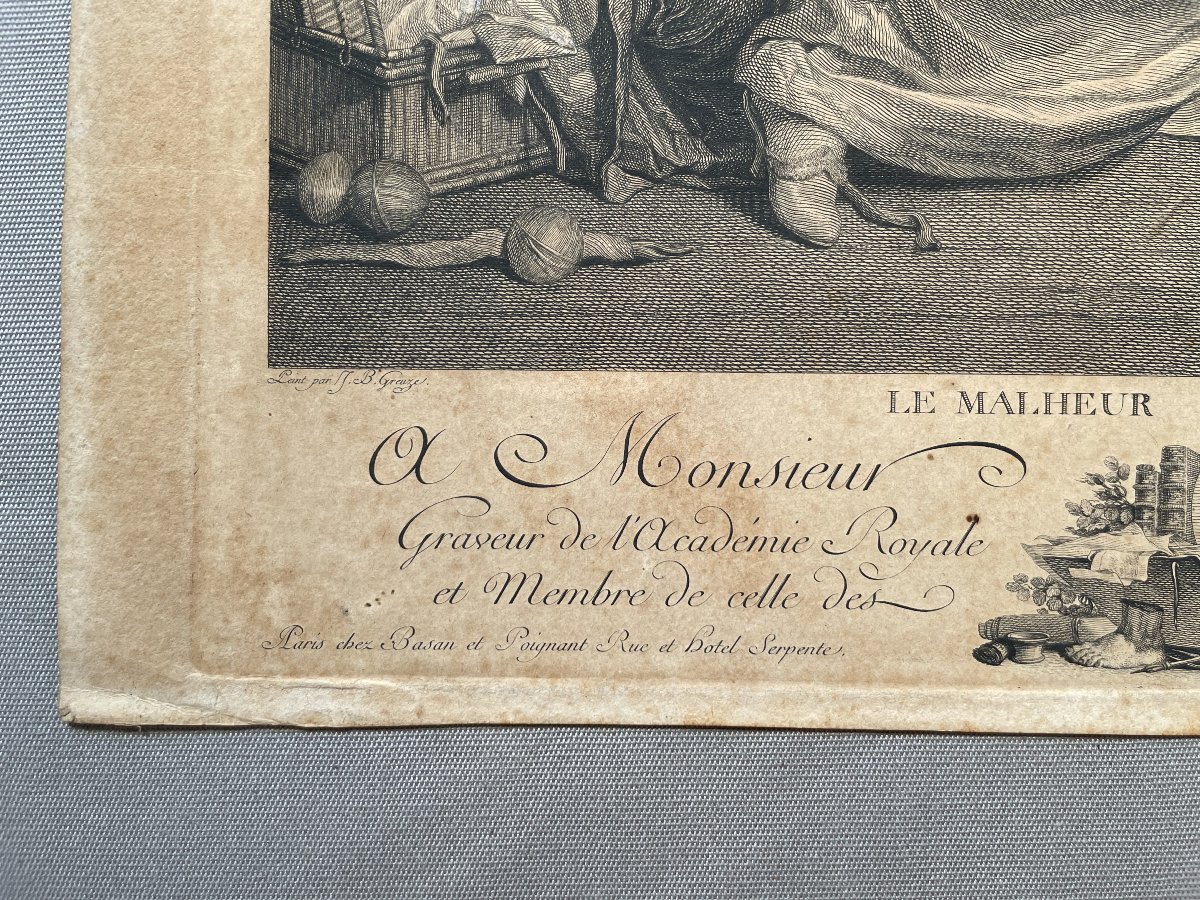 Peint par J. B. Greuze.
LE MALHEUR
A Monsieur
Graveur de l'Académie Royale
et Membre de celle des
Paris chez Basan et Poignant Rue et hotel Serpente.